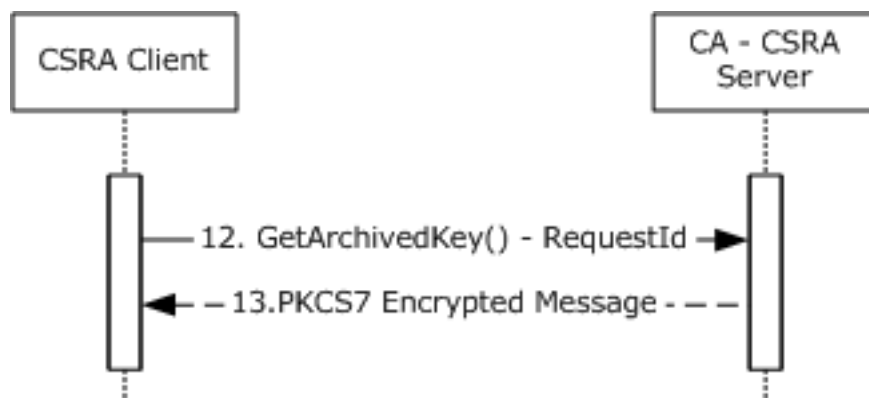 CSRA Client
CA - CSRA
Server
12. GetArchivedKey() - RequestId
13.PKCS7 Encrypted Message